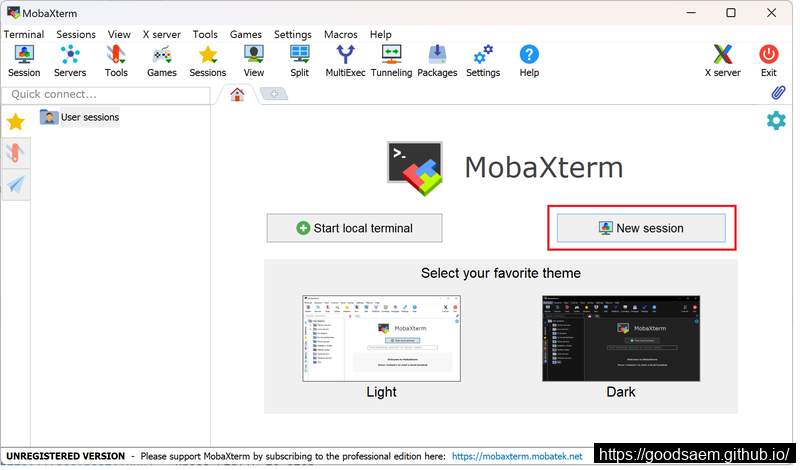 MobaXterm
Terminal Sessions View X server Tools Games Settings Macros Help
Session Servers Tools Games Sessions View Split MultiExec Tunneling Packages Settings Help X server Exit
Quick connect...
User sessions
MobaXterm
Start local terminal New session
Select your favorite theme
MobaXterm MobaXterm
Light Dark
UNREGISTERED VERSION - Please support MobaXterm by subscribing to the professional edition here: https://mobaxterm.mobatek.net
https://goodsaem.github.io/